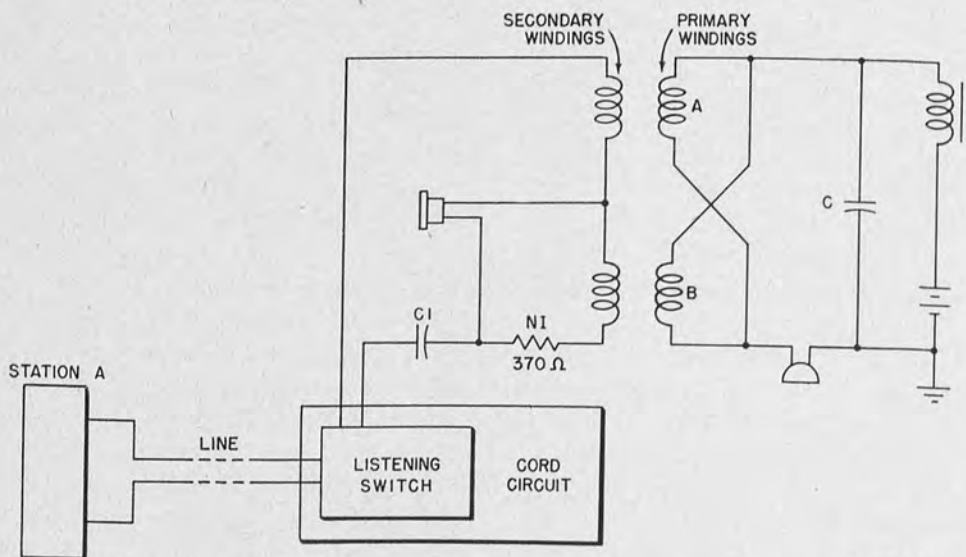 SECONDARY
WINDINGS
PRIMARY
WINDINGS
A
C
B
C1
N1
370 Ω
STATION A
LINE
LISTENING
SWITCH
CORD
CIRCUIT